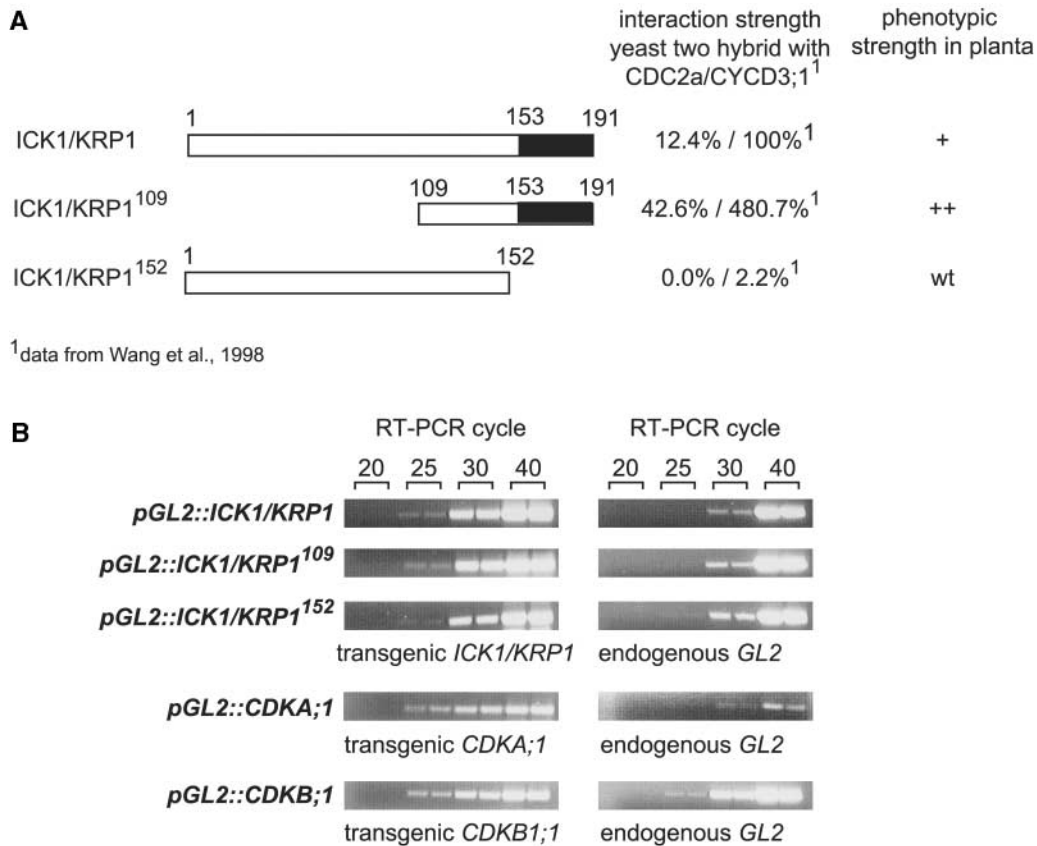 A
interaction strength
yeast two hybrid with
CDC2a/CYCD3;1¹
phenotypic
strength in planta
1 153 191
ICK1/KRP1 12.4% / 100%¹ +
109 153 191
ICK1/KRP1¹⁰⁹ 42.6% / 480.7%¹ ++
1 152
ICK1/KRP1¹⁵² 0.0% / 2.2%¹ wt
¹data from Wang et al., 1998
B
RT-PCR cycle RT-PCR cycle
20 25 30 40 20 25 30 40
pGL2::ICK1/KRP1
pGL2::ICK1/KRP1¹⁰⁹
pGL2::ICK1/KRP1¹⁵²
transgenic ICK1/KRP1 endogenous GL2
pGL2::CDKA;1
transgenic CDKA;1 endogenous GL2
pGL2::CDKB;1
transgenic CDKB1;1 endogenous GL2